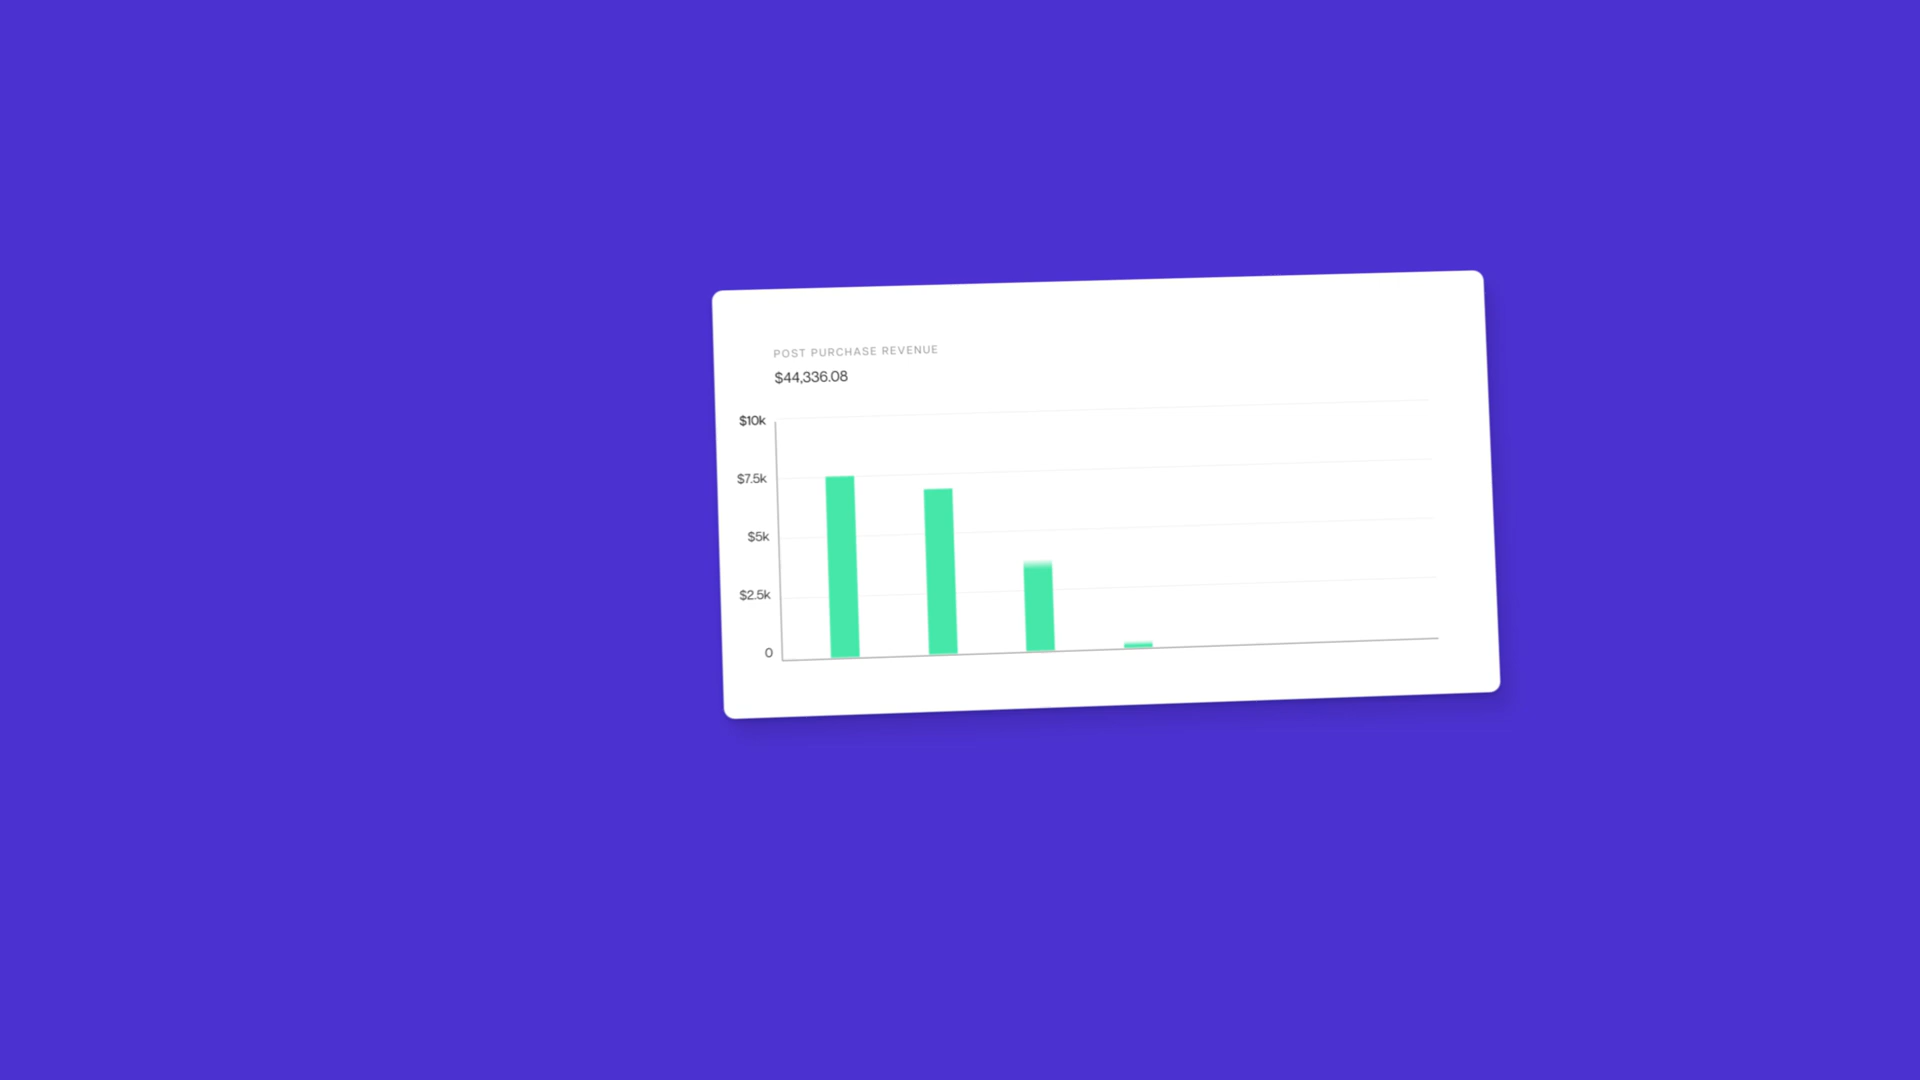 POST PURCHASE REVENUE
$44,336.08
$10k
$7.5k
$5k
$2.5k
0